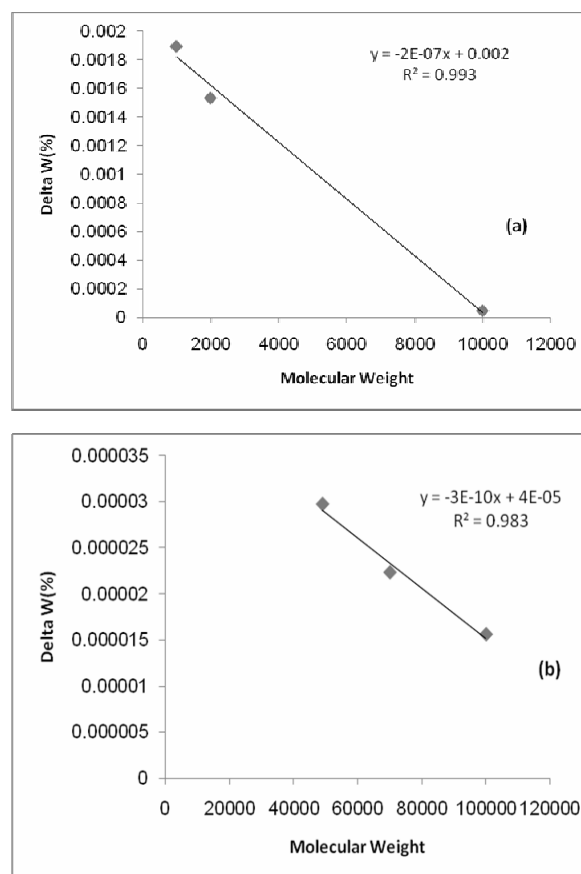 0.002
0.0018
0.0016
0.0014
0.0012
0.001
0.0008
0.0006
0.0004
0.0002
0
Delta W(%)
y = -2E-07x + 0.002
R² = 0.993
(a)
0 2000 4000 6000 8000 10000 12000
Molecular Weight
0.000035
0.00003
0.000025
0.00002
0.000015
0.00001
0.000005
0
Delta W(%)
y = -3E-10x + 4E-05
R² = 0.983
(b)
0 20000 40000 60000 80000 100000 120000
Molecular Weight